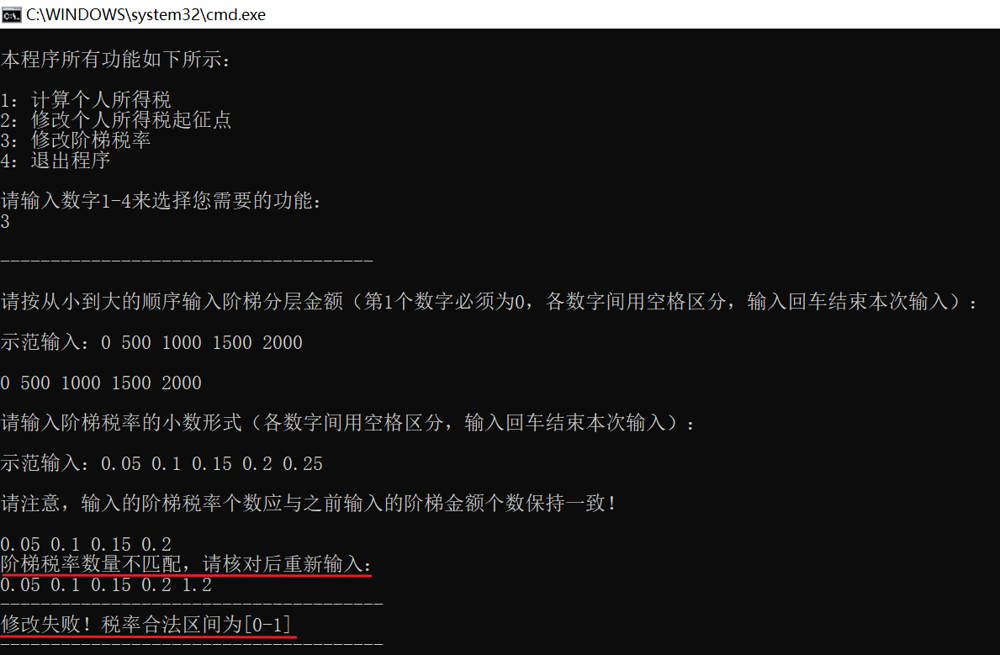 C:\WINDOWS\system32\cmd.exe
本程序所有功能如下所示：
1：计算个人所得税
2：修改个人所得税起征点
3：修改阶梯税率
4：退出程序
请输入数字1-4来选择您需要的功能：
3
-------------------------------------
请按从小到大的顺序输入阶梯分层金额（第1个数字必须为0，各数字间用空格区分，输入回车结束本次输入）：
示范输入：0 500 1000 1500 2000
0 500 1000 1500 2000
请输入阶梯税率的小数形式（各数字间用空格区分，输入回车结束本次输入）：
示范输入：0.05 0.1 0.15 0.2 0.25
请注意，输入的阶梯税率个数应与之前输入的阶梯金额个数保持一致！
0.05 0.1 0.15 0.2
阶梯税率数量不匹配，请核对后重新输入：
0.05 0.1 0.15 0.2 1.2
--------------------------------------
修改失败！税率合法区间为[0-1]
--------------------------------------